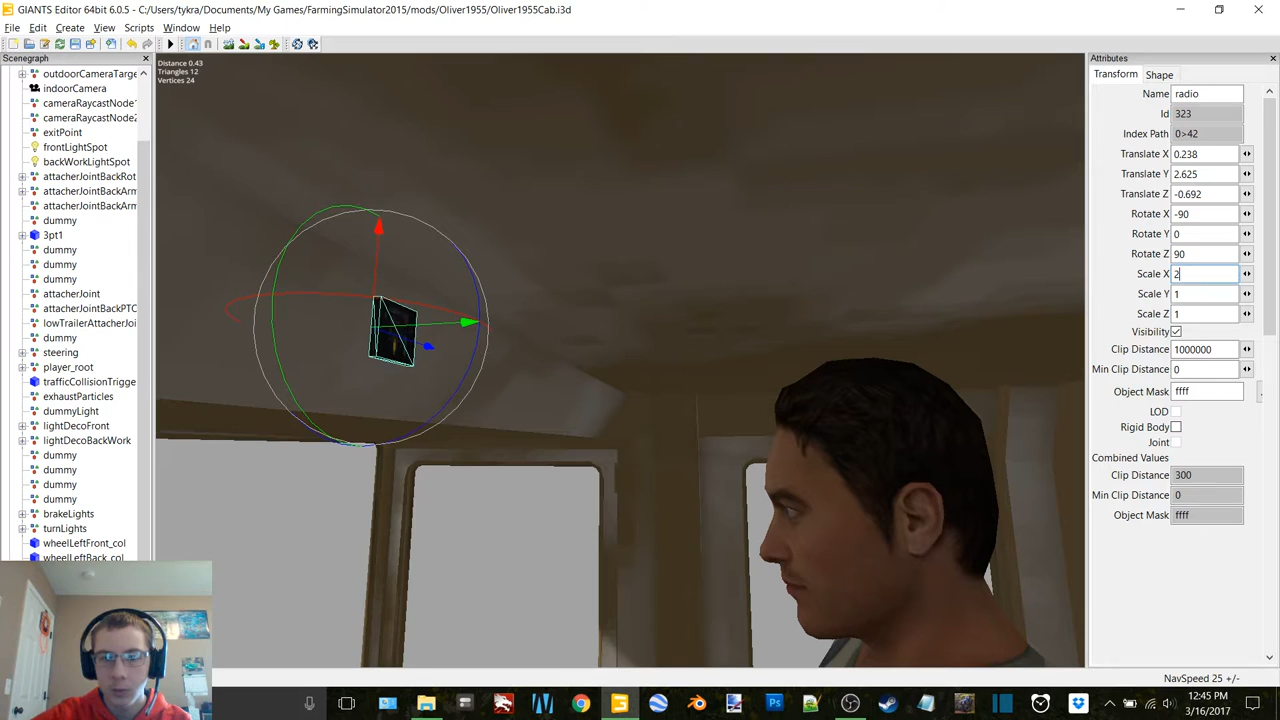 GIANTS Editor 64bit 6.0.5 - C:/Users/tykra/Documents/My Games/FarmingSimulator2015/mods/Oliver1955/Oliver1955Cab.i3d
File Edit Create View Scripts Window Help
Scenegraph
outdoorCameraTarge
indoorCamera
cameraRaycastNode1
cameraRaycastNode2
exitPoint
frontLightSpot
backWorkLightSpot
attacherJointBackRot
attacherJointBackArm
attacherJointBackArm
dummy
3pt1
dummy
dummy
dummy
attacherJoint
attacherJointBackPTC
lowTrailerAttacherJoi
dummy
steering
player_root
trafficCollisionTrigge
exhaustParticles
dummyLight
lightDecoFront
lightDecoBackWork
dummy
dummy
dummy
dummy
brakeLights
turnLights
wheelLeftFront_col
wheelLeftBack_col
Distance 0.43
Triangles 12
Vertices 24
Attributes
Transform Shape
Name radio
Id 323
Index Path 0>42
Translate X 0.238
Translate Y 2.625
Translate Z -0.692
Rotate X -90
Rotate Y 0
Rotate Z 90
Scale X 2
Scale Y 1
Scale Z 1
Visibility
Clip Distance 1000000
Min Clip Distance 0
Object Mask ffff
LOD
Rigid Body
Joint
Combined Values
Clip Distance 300
Min Clip Distance 0
Object Mask ffff
NavSpeed 25 +/-
12:45 PM
3/16/2017